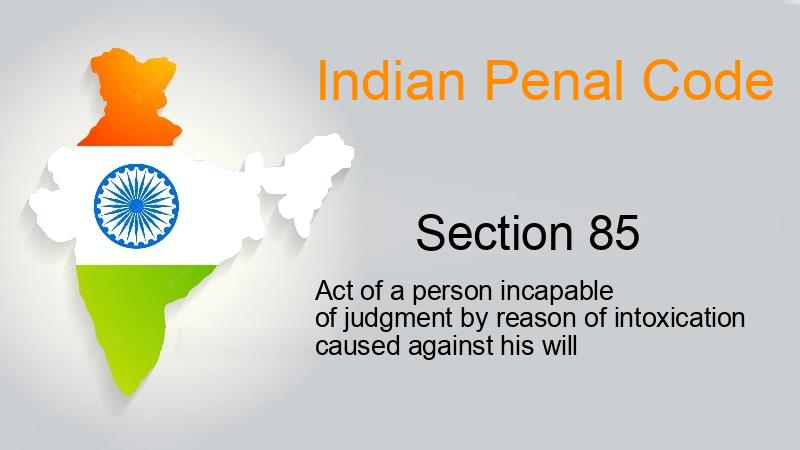 Indian Penal Code
Section 85
Act of a person incapable
of judgment by reason of intoxication
caused against his will